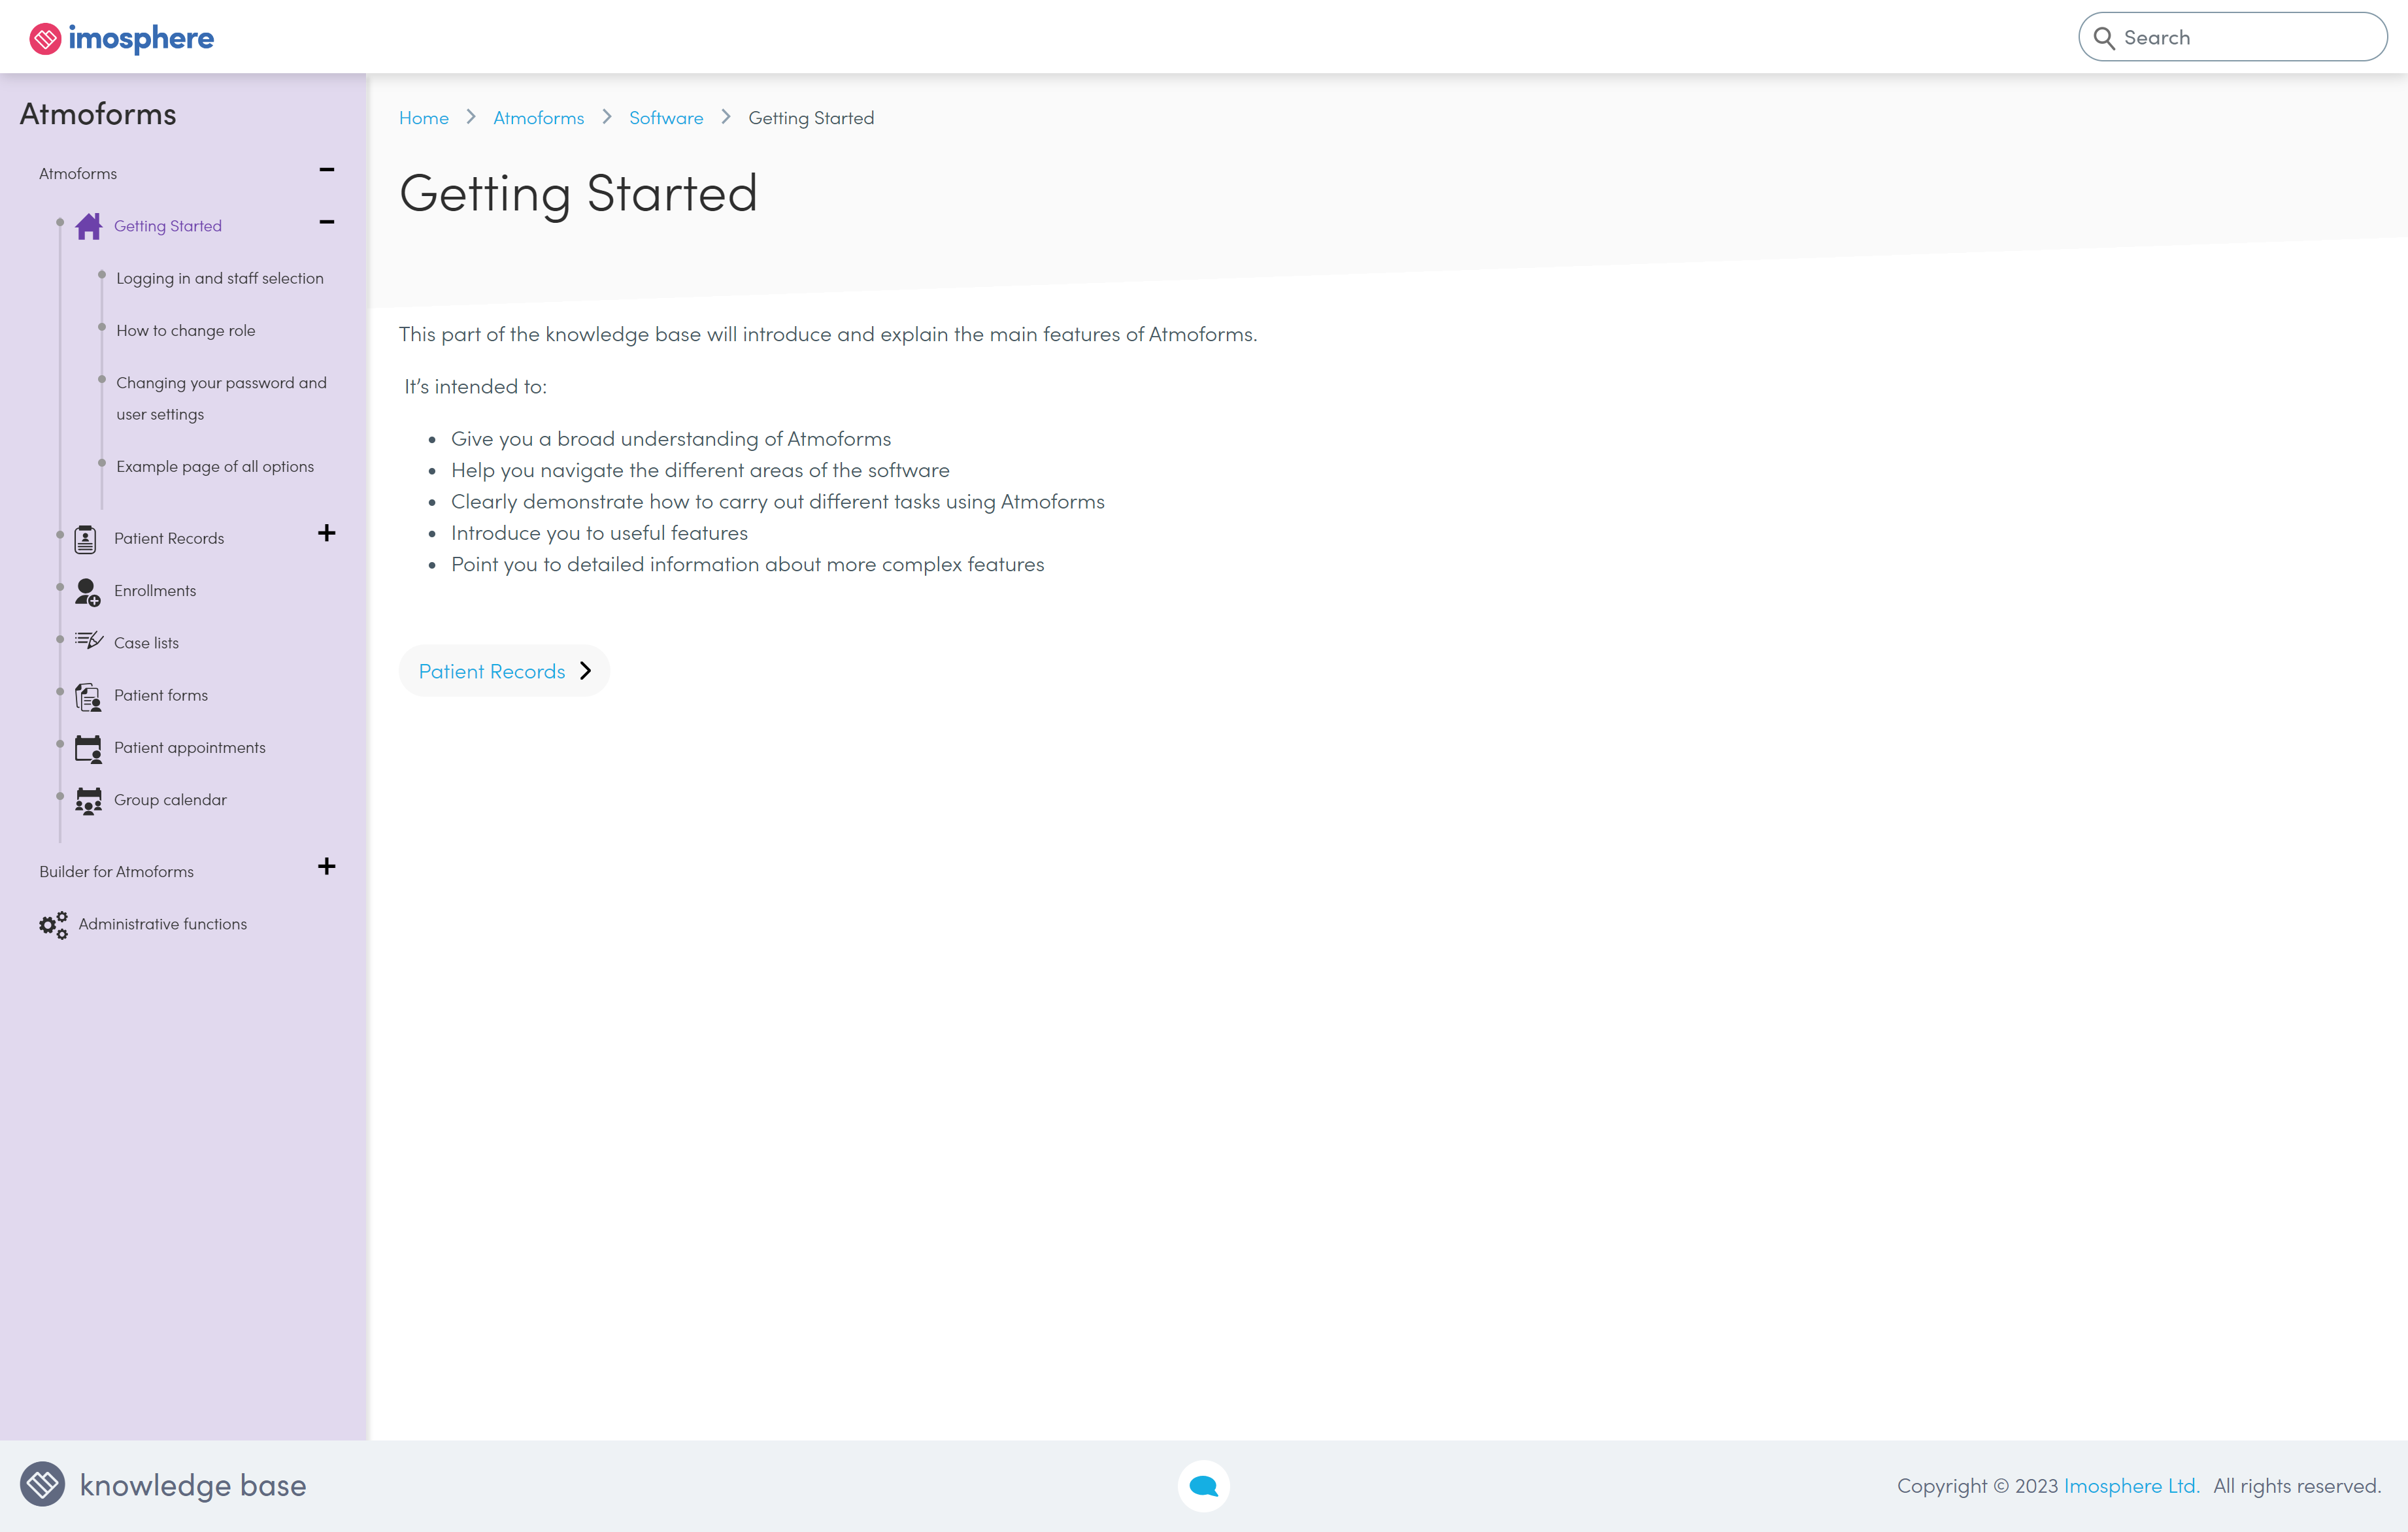 imosphere
Search
Atmoforms
Atmoforms
Getting Started
Logging in and staff selection
How to change role
Changing your password and
user settings
Example page of all options
Patient Records
Enrollments
Case lists
Patient forms
Patient appointments
Group calendar
Builder for Atmoforms
Administrative functions
Home > Atmoforms > Software > Getting Started
Getting Started
This part of the knowledge base will introduce and explain the main features of Atmoforms.
It's intended to:
• Give you a broad understanding of Atmoforms
• Help you navigate the different areas of the software
• Clearly demonstrate how to carry out different tasks using Atmoforms
• Introduce you to useful features
• Point you to detailed information about more complex features
Patient Records
knowledge base
Copyright © 2023 Imosphere Ltd. All rights reserved.